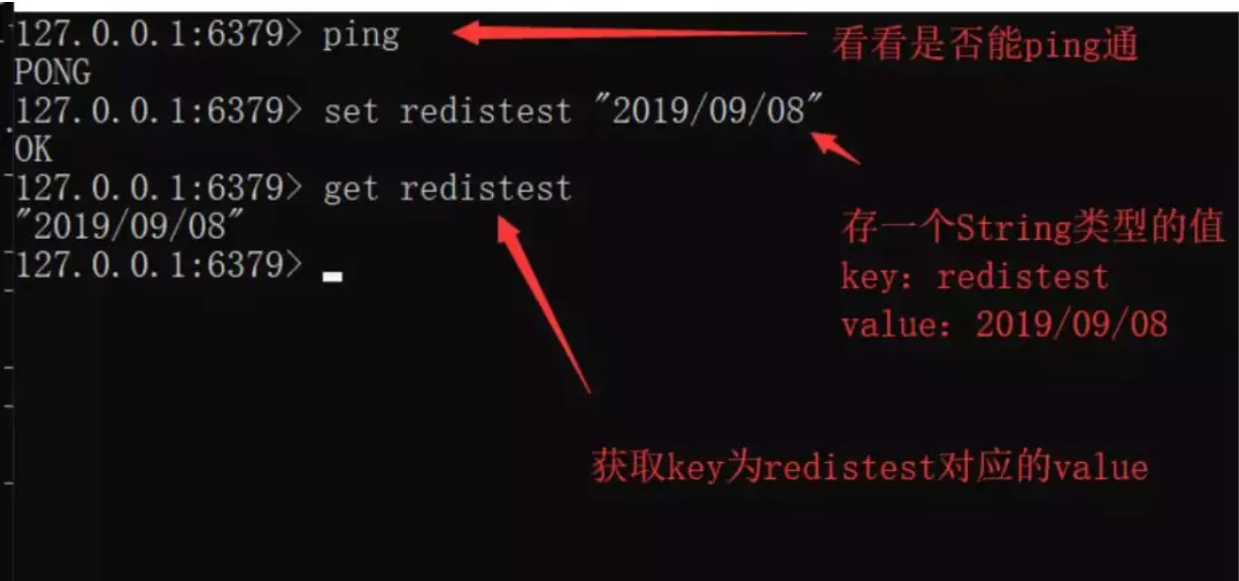 127.0.0.1:6379> ping
看看是否能ping通
PONG
127.0.0.1:6379> set redistest "2019/09/08"
OK
127.0.0.1:6379> get redistest
"2019/09/08"
存一个String类型的值
127.0.0.1:6379>
key: redistest
value: 2019/09/08
获取key为redistest对应的value